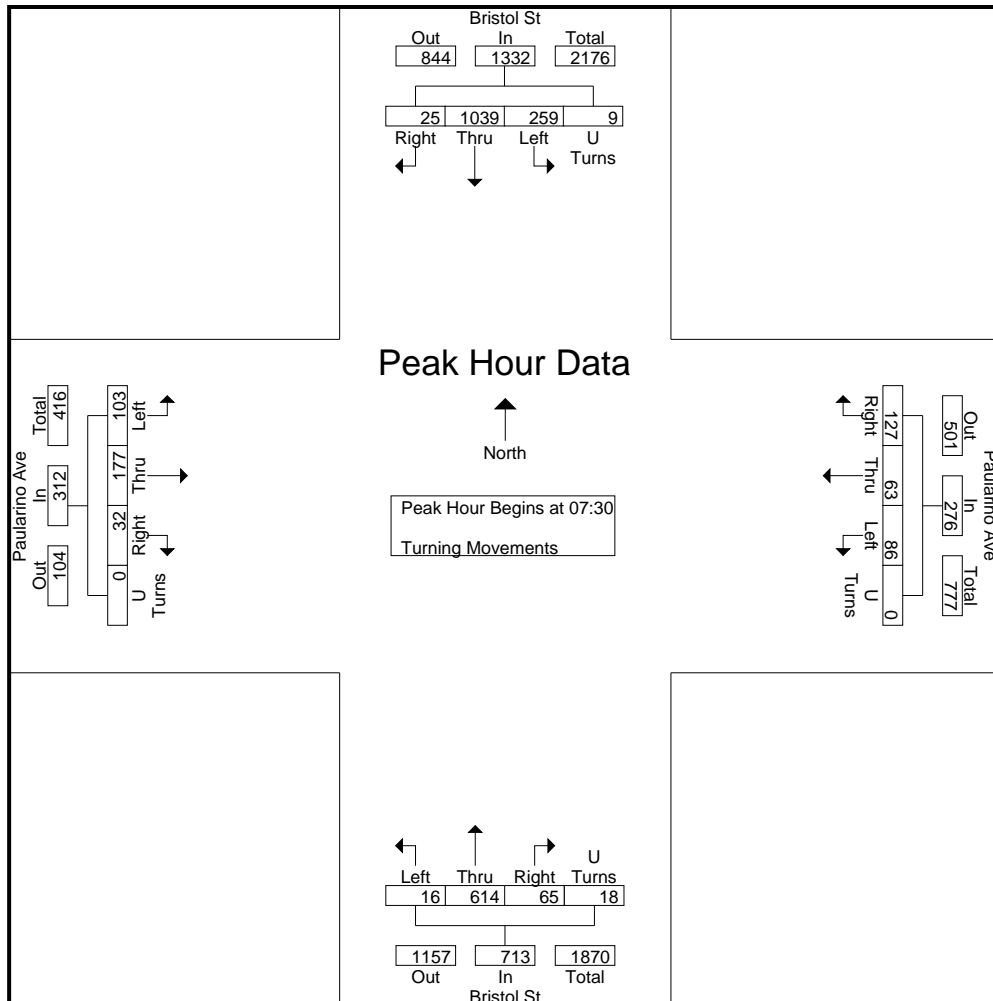 Bristol St
Out In Total
844 1332 2176
25 1039 259 9
Right Thru Left U
Turns
Peak Hour Data
North
Peak Hour Begins at 07:30
Turning Movements
Paularino Ave
Total In Out
416 312 104
103 177 32 0
Left Thru Right U
Turns
Paularino Ave
Out In Total
501 276 777
127 63 86 0
Right Thru Left U
Turns
U
Left Thru Right Turns
16 614 65 18
1157 713 1870
Out In Total
Bristol St